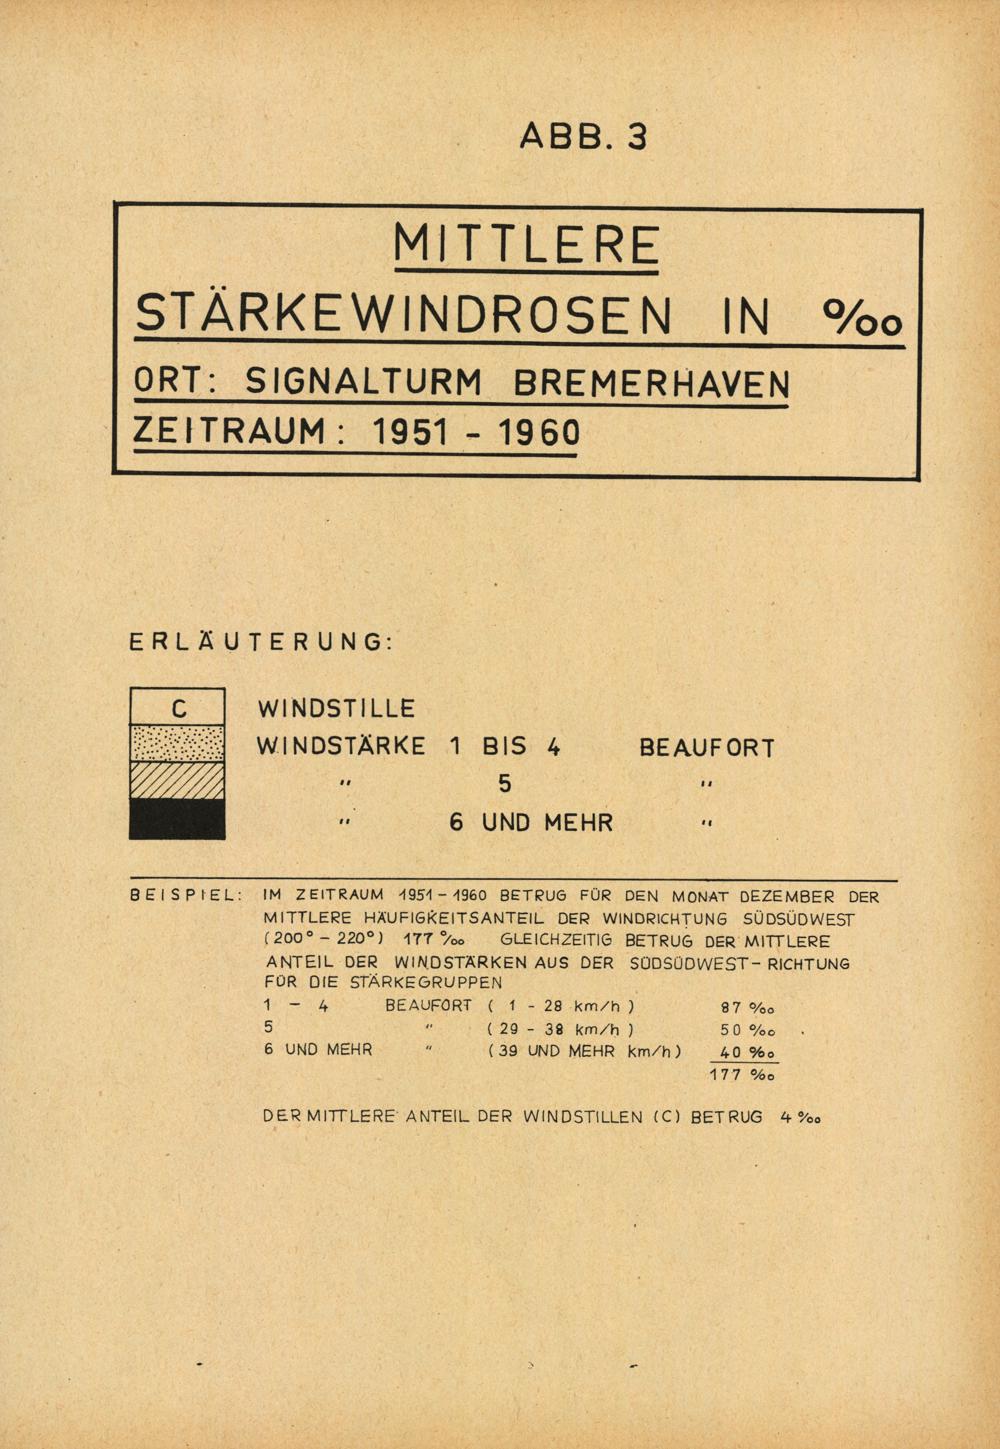 ABB. 3
MITTLERE
STÄRKEWINDROSEN IN ‰
ORT: SIGNALTURM BREMERHAVEN
ZEITRAUM: 1951 - 1960
ERLÄUTERUNG:
C WINDSTILLE
WINDSTÄRKE 1 BIS 4 BEAUFORT
" 5 "
" 6 UND MEHR "
BEISPIEL: IM ZEITRAUM 1951 - 1960 BETRUG FÜR DEN MONAT DEZEMBER DER
MITTLERE HÄUFIGKEITSANTEIL DER WINDRICHTUNG SÜDSÜDWEST
(200° - 220°) 177 ‰ GLEICHZEITIG BETRUG DER MITTLERE
ANTEIL DER WINDSTÄRKEN AUS DER SÜDSÜDWEST-RICHTUNG
FÜR DIE STÄRKEGRUPPEN
1 - 4 BEAUFORT ( 1 - 28 km/h ) 87 ‰
5 " ( 29 - 38 km/h ) 50 ‰
6 UND MEHR " ( 39 UND MEHR km/h ) 40 ‰
177 ‰
DER MITTLERE ANTEIL DER WINDSTILLEN (C) BETRUG 4 ‰